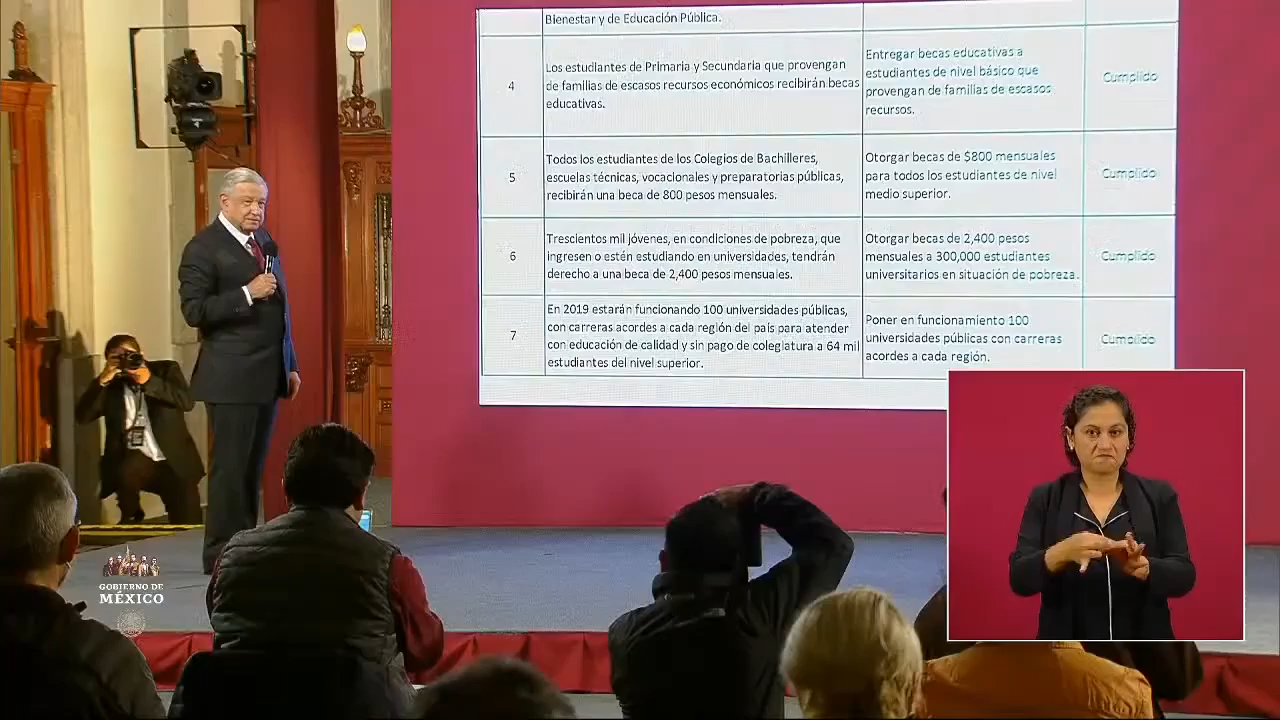 Bienestar y de Educación Pública.
4
Los estudiantes de Primaria y Secundaria que provengan
de familias de escasos recursos económicos recibirán becas
educativas.
Entregar becas educativas a
estudiantes de nivel básico que
provengan de familias de escasos
recursos.
Cumplido
5
Todos los estudiantes de los Colegios de Bachilleres,
escuelas técnicas, vocacionales y preparatorias públicas,
recibirán una beca de 800 pesos mensuales.
Otorgar becas de $800 mensuales
para todos los estudiantes de nivel
medio superior.
Cumplido
6
Trescientos mil jóvenes, en condiciones de pobreza, que
ingresen o estén estudiando en universidades, tendrán
derecho a una beca de 2,400 pesos mensuales.
Otorgar becas de 2,400 pesos
mensuales a 300,000 estudiantes
universitarios en situación de pobreza.
Cumplido
7
En 2019 estarán funcionando 100 universidades públicas,
con carreras acordes a cada región del país para atender
con educación de calidad y sin pago de colegiatura a 64 mil
estudiantes del nivel superior.
Poner en funcionamiento 100
universidades públicas con carreras
acordes a cada región.
Cumplido
GOBIERNO DE
MÉXICO